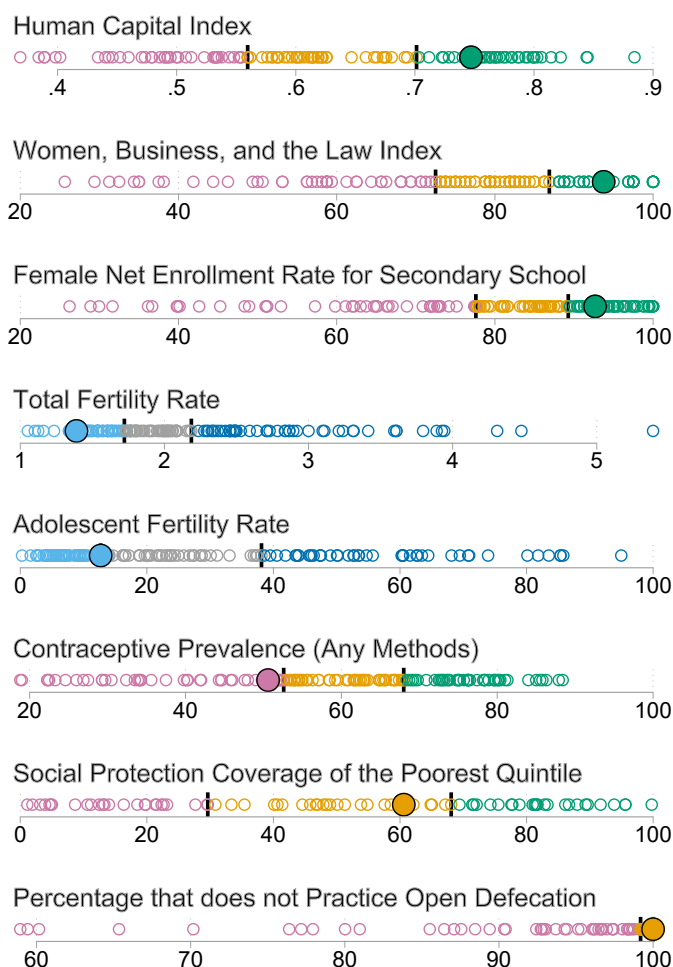 Human Capital Index
.4 .5 .6 .7 .8 .9
Women, Business, and the Law Index
20 40 60 80 100
Female Net Enrollment Rate for Secondary School
20 40 60 80 100
Total Fertility Rate
1 2 3 4 5
Adolescent Fertility Rate
0 20 40 60 80 100
Contraceptive Prevalence (Any Methods)
20 40 60 80 100
Social Protection Coverage of the Poorest Quintile
0 20 40 60 80 100
Percentage that does not Practice Open Defecation
60 70 80 90 100